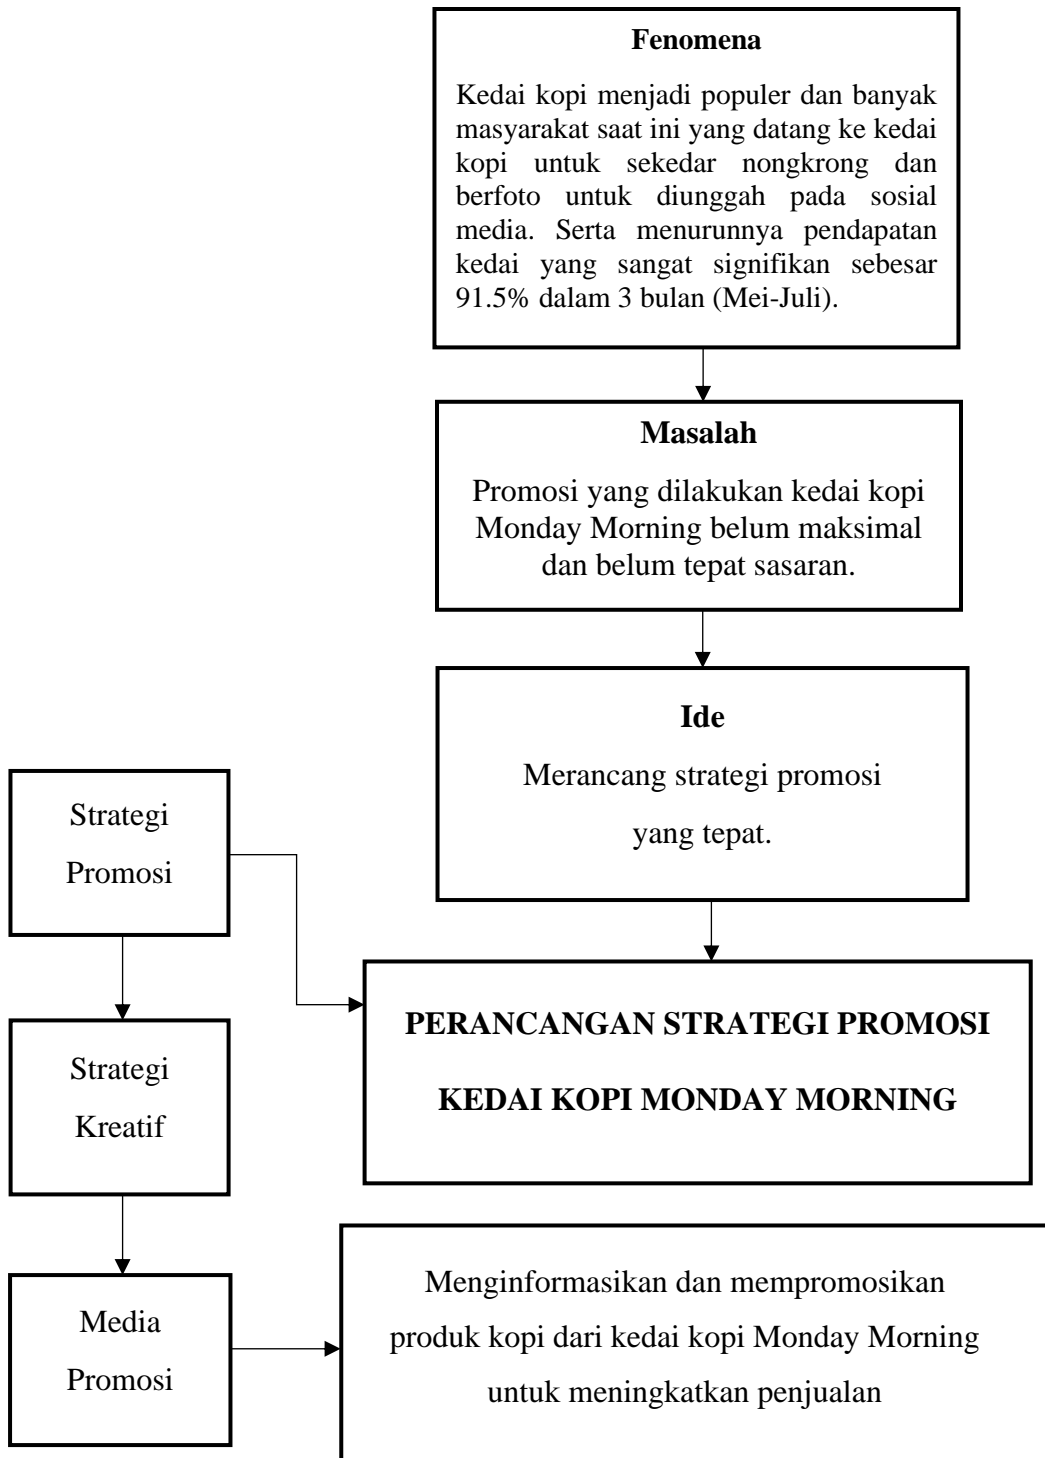 Fenomena
Kedai kopi menjadi populer dan banyak
masyarakat saat ini yang datang ke kedai
kopi untuk sekedar nongkrong dan
berfoto untuk diunggah pada sosial
media. Serta menurunnya pendapatan
kedai yang sangat signifikan sebesar
91.5% dalam 3 bulan (Mei-Juli).
Masalah
Promosi yang dilakukan kedai kopi
Monday Morning belum maksimal
dan belum tepat sasaran.
Ide
Merancang strategi promosi
yang tepat.
Strategi
Promosi
PERANCANGAN STRATEGI PROMOSI
KEDAI KOPI MONDAY MORNING
Strategi
Kreatif
Media
Promosi
Menginformasikan dan mempromosikan
produk kopi dari kedai kopi Monday Morning
untuk meningkatkan penjualan